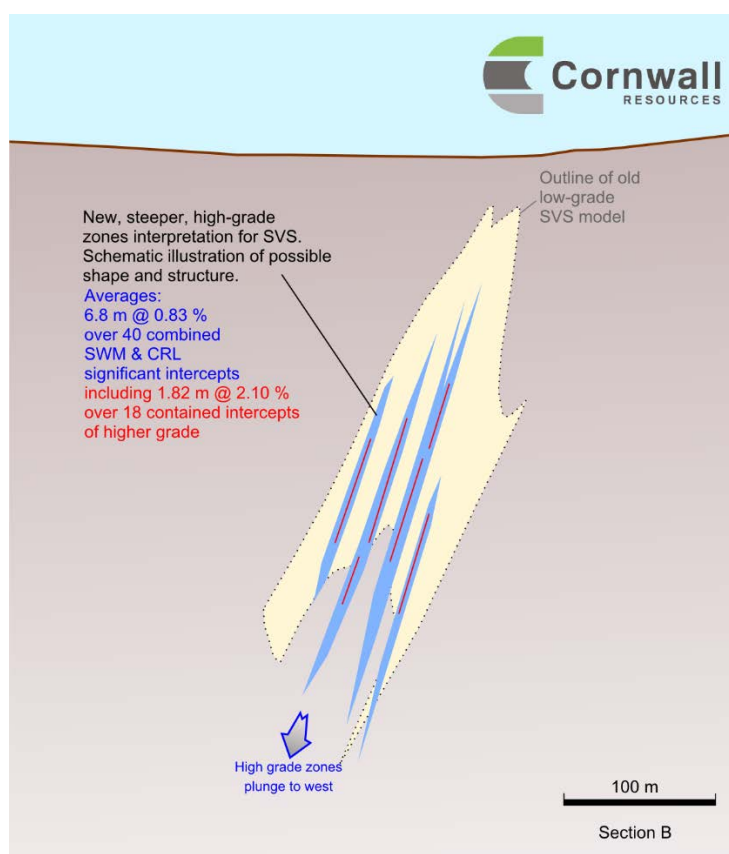 Cornwall
RESOURCES
Outline of old
low-grade
SVS model
New, steeper, high-grade
zones interpretation for SVS.
Schematic illustration of possible
shape and structure.
Averages:
6.8 m @ 0.83 %
over 40 combined
SWM & CRL
significant intercepts
including 1.82 m @ 2.10 %
over 18 contained intercepts
of higher grade
High grade zones
plunge to west
100 m
Section B